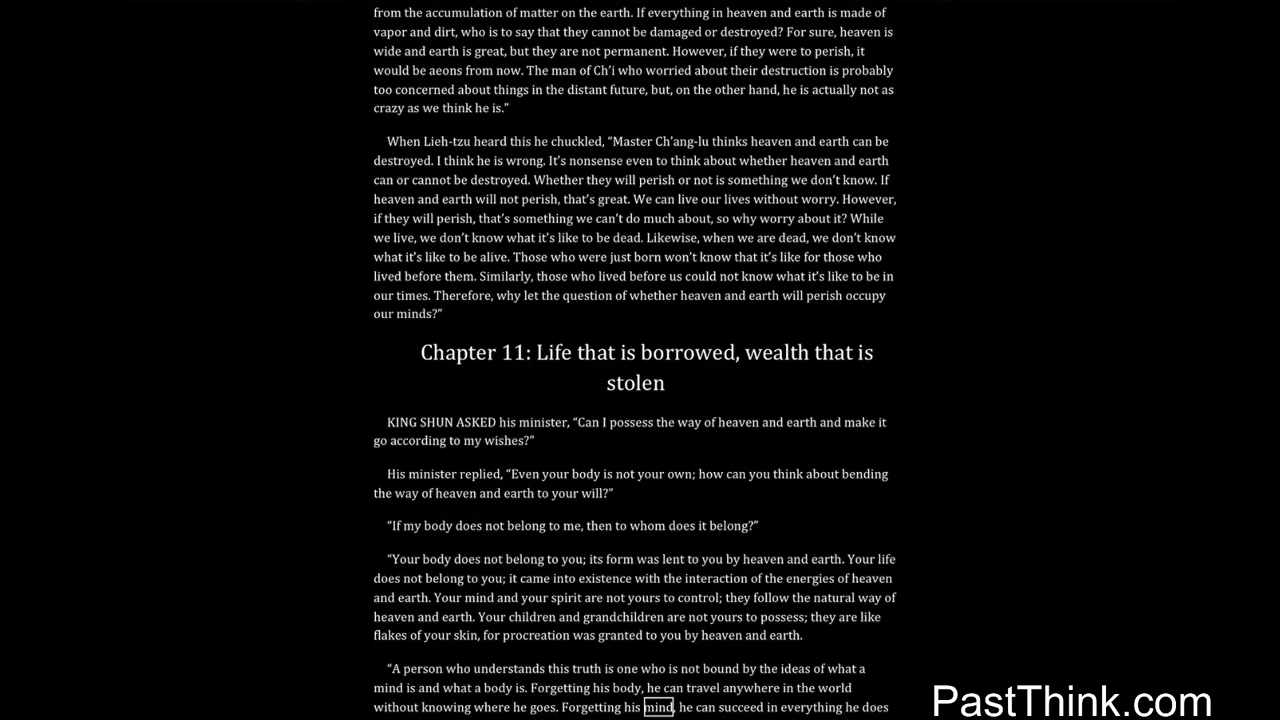 from the accumulation of matter on the earth. If everything in heaven and earth is made of
vapor and dirt, who is to say that they cannot be damaged or destroyed? For sure, heaven is
wide and earth is great, but they are not permanent. However, if they were to perish, it
would be aeons from now. The man of Ch’i who worried about their destruction is probably
too concerned about things in the distant future, but, on the other hand, he is actually not as
crazy as we think he is.”
When Lieh-tzu heard this he chuckled, “Master Ch’ang-lu thinks heaven and earth can be
destroyed. I think he is wrong. It’s nonsense even to think about whether heaven and earth
can or cannot be destroyed. Whether they will perish or not is something we don’t know. If
heaven and earth will not perish, that’s great. We can live our lives without worry. However,
if they will perish, that’s something we can’t do much about, so why worry about it? While
we live, we don’t know what it’s like to be dead. Likewise, when we are dead, we don’t know
what it’s like to be alive. Those who were just born won’t know that it’s like for those who
lived before them. Similarly, those who lived before us could not know what it’s like to be in
our times. Therefore, why let the question of whether heaven and earth will perish occupy
our minds?”
Chapter 11: Life that is borrowed, wealth that is
stolen
KING SHUN ASKED his minister, “Can I possess the way of heaven and earth and make it
go according to my wishes?”
His minister replied, “Even your body is not your own; how can you think about bending
the way of heaven and earth to your will?”
“If my body does not belong to me, then to whom does it belong?”
“Your body does not belong to you; its form was lent to you by heaven and earth. Your life
does not belong to you; it came into existence with the interaction of the energies of heaven
and earth. Your mind and your spirit are not yours to control; they follow the natural way of
heaven and earth. Your children and grandchildren are not yours to possess; they are like
flakes of your skin, for procreation was granted to you by heaven and earth.
“A person who understands this truth is one who is not bound by the ideas of what a
mind is and what a body is. Forgetting his body, he can travel anywhere in the world
without knowing where he goes. Forgetting his mind, he can succeed in everything he does
PastThink.com